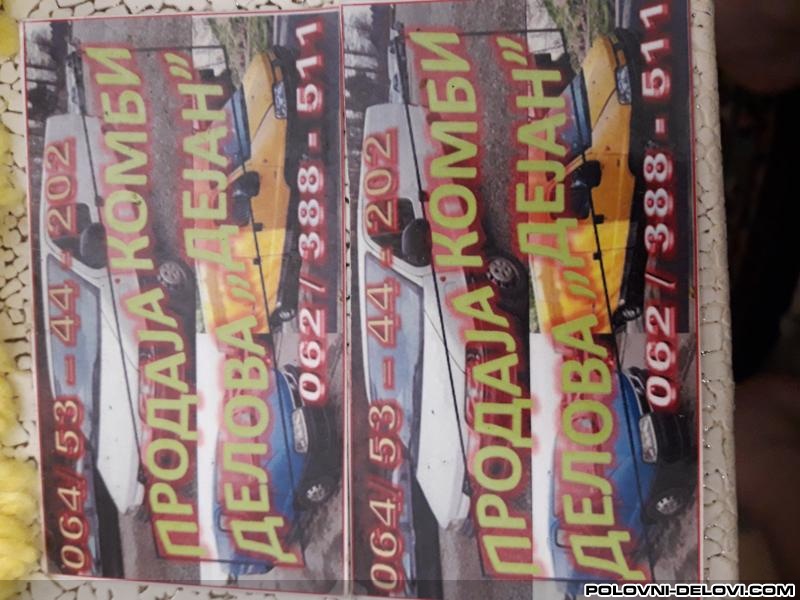 064/ 53 - 44 - 202
ПРОДАЈА КОМБИ
ДЕЛОВА „ДЕЈАН”
062 / 388 - 511
064/ 53 - 44 - 202
ПРОДАЈА КОМБИ
ДЕЛОВА „ДЕЈАН”
062 / 388 - 511
POLOVNI-DELOVI.COM